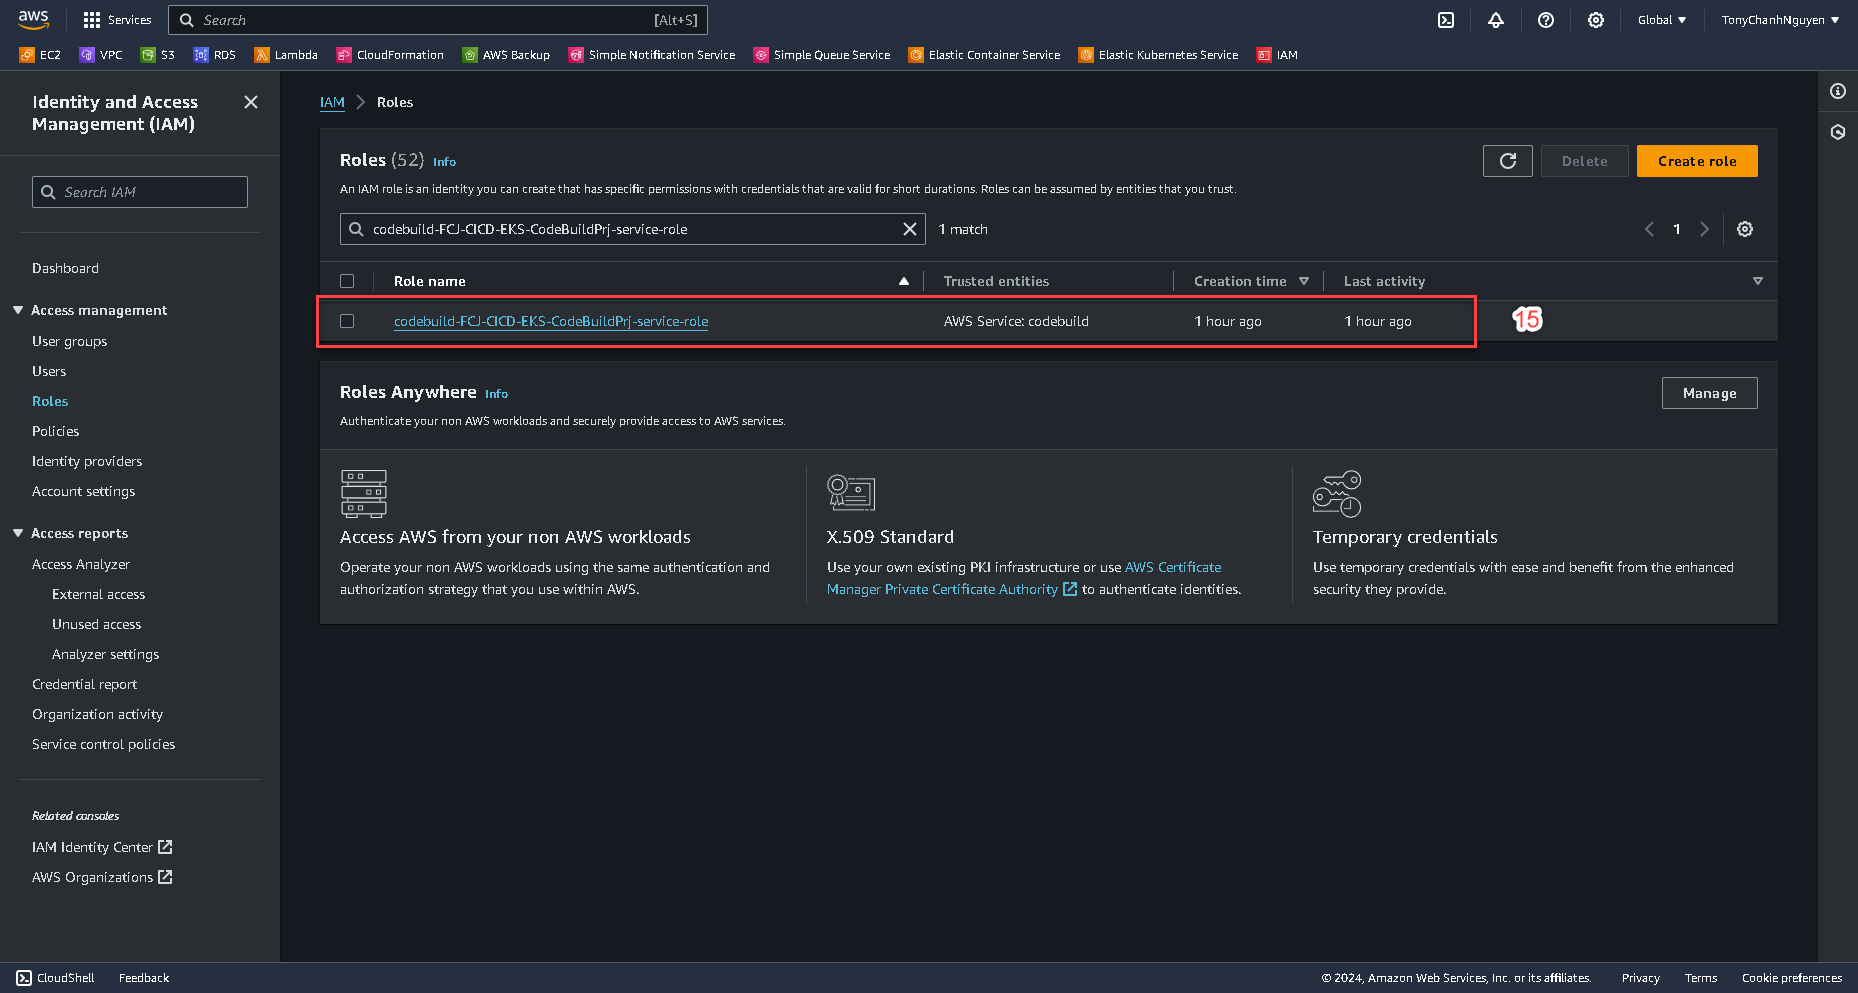 aws
Services
Search
[Alt+S]
Global
TonyChanhNguyen
EC2
VPC
S3
RDS
Lambda
CloudFormation
AWS Backup
Simple Notification Service
Simple Queue Service
Elastic Container Service
Elastic Kubernetes Service
IAM
Identity and Access
Management (IAM)
Search IAM
Dashboard
Access management
User groups
Users
Roles
Policies
Identity providers
Account settings
Access reports
Access Analyzer
External access
Unused access
Analyzer settings
Credential report
Organization activity
Service control policies
Related consoles
IAM Identity Center
AWS Organizations
IAM > Roles
Roles (52) Info
Delete
Create role
An IAM role is an identity you can create that has specific permissions with credentials that are valid for short durations. Roles can be assumed by entities that you trust.
codebuild-FCJ-CICD-EKS-CodeBuildPrj-service-role
1 match
1
Role name
Trusted entities
Creation time
Last activity
codebuild-FCJ-CICD-EKS-CodeBuildPrj-service-role
AWS Service: codebuild
1 hour ago
1 hour ago
15
Roles Anywhere Info
Manage
Authenticate your non AWS workloads and securely provide access to AWS services.
Access AWS from your non AWS workloads
Operate your non AWS workloads using the same authentication and
authorization strategy that you use within AWS.
X.509 Standard
Use your own existing PKI infrastructure or use AWS Certificate
Manager Private Certificate Authority to authenticate identities.
Temporary credentials
Use temporary credentials with ease and benefit from the enhanced
security they provide.
CloudShell
Feedback
© 2024, Amazon Web Services, Inc. or its affiliates.
Privacy
Terms
Cookie preferences